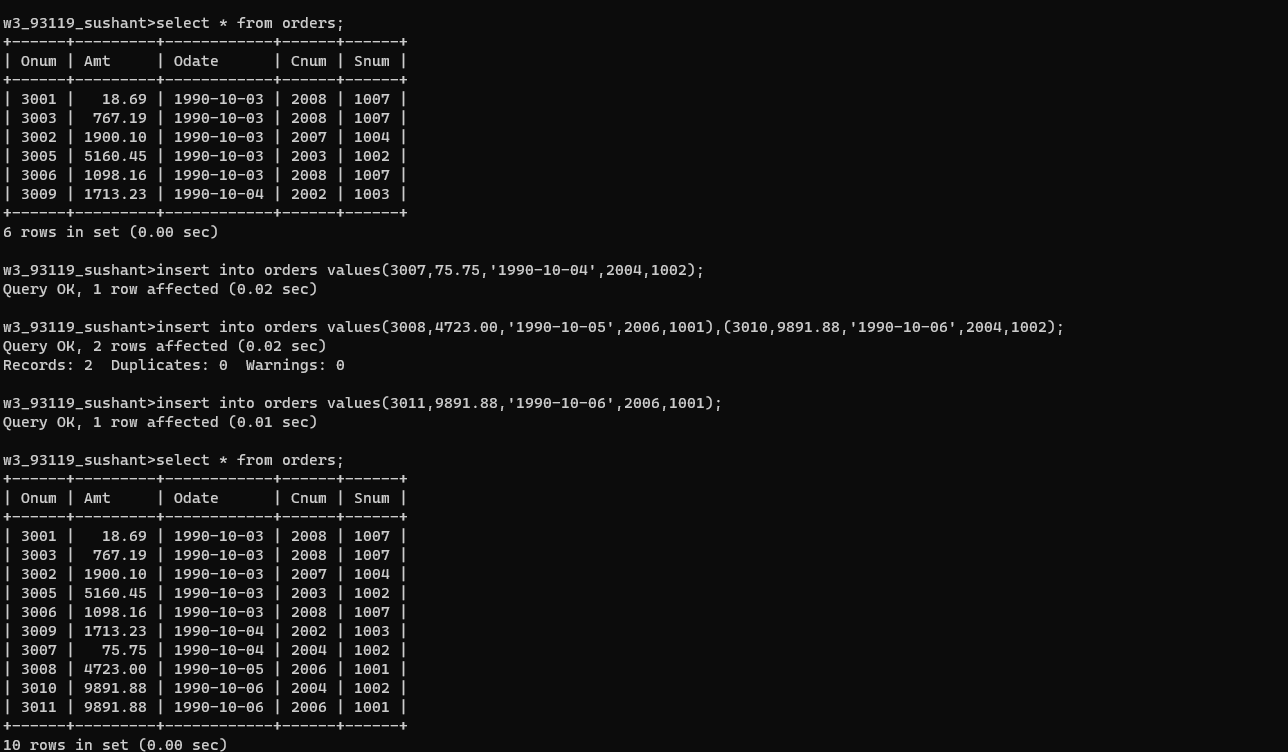 w3_93119_sushant>select * from orders;
+------+---------+------------+------+------+
| Onum | Amt     | Odate      | Cnum | Snum |
+------+---------+------------+------+------+
| 3001 |   18.69 | 1990-10-03 | 2008 | 1007 |
| 3003 |  767.19 | 1990-10-03 | 2008 | 1007 |
| 3002 | 1900.10 | 1990-10-03 | 2007 | 1004 |
| 3005 | 5160.45 | 1990-10-03 | 2003 | 1002 |
| 3006 | 1098.16 | 1990-10-03 | 2008 | 1007 |
| 3009 | 1713.23 | 1990-10-04 | 2002 | 1003 |
+------+---------+------------+------+------+
6 rows in set (0.00 sec)

w3_93119_sushant>insert into orders values(3007,75.75,'1990-10-04',2004,1002);
Query OK, 1 row affected (0.02 sec)

w3_93119_sushant>insert into orders values(3008,4723.00,'1990-10-05',2006,1001),(3010,9891.88,'1990-10-06',2004,1002);
Query OK, 2 rows affected (0.02 sec)
Records: 2  Duplicates: 0  Warnings: 0

w3_93119_sushant>insert into orders values(3011,9891.88,'1990-10-06',2006,1001);
Query OK, 1 row affected (0.01 sec)

w3_93119_sushant>select * from orders;
+------+---------+------------+------+------+
| Onum | Amt     | Odate      | Cnum | Snum |
+------+---------+------------+------+------+
| 3001 |   18.69 | 1990-10-03 | 2008 | 1007 |
| 3003 |  767.19 | 1990-10-03 | 2008 | 1007 |
| 3002 | 1900.10 | 1990-10-03 | 2007 | 1004 |
| 3005 | 5160.45 | 1990-10-03 | 2003 | 1002 |
| 3006 | 1098.16 | 1990-10-03 | 2008 | 1007 |
| 3009 | 1713.23 | 1990-10-04 | 2002 | 1003 |
| 3007 |   75.75 | 1990-10-04 | 2004 | 1002 |
| 3008 | 4723.00 | 1990-10-05 | 2006 | 1001 |
| 3010 | 9891.88 | 1990-10-06 | 2004 | 1002 |
| 3011 | 9891.88 | 1990-10-06 | 2006 | 1001 |
+------+---------+------------+------+------+
10 rows in set (0.00 sec)